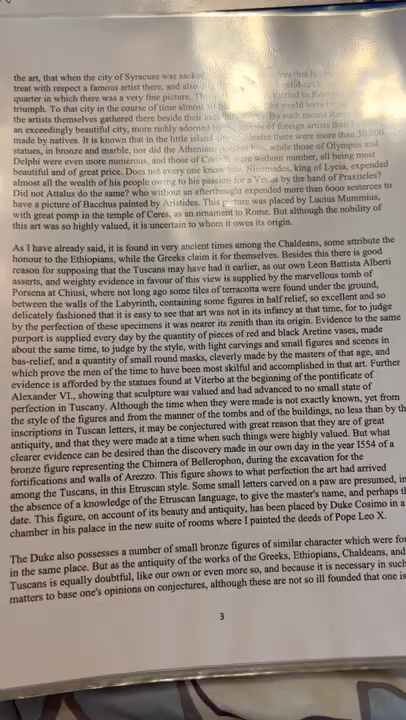 the art, that when the city of Syracuse was
treat with respect a famous artist there, and also
quarter in which there was a very fine picture.
triumph. To that city in the course of time almost
the artists themselves gathered there beside their By such means
an exceedingly beautiful city, more richly adorned by of foreign artists than
made by natives. It is known that in the little island there were more than 30,000
statues, in bronze and marble, nor did the Athenians while those of Olympus and
Delphi were even more numerous, and those of Corinth were without number, all being most
beautiful and of great price. Does not every one know how Nicomodes, king of Lycia, expended
almost all the wealth of his people owing to his passion for a Venus by the hand of Praxiteles?
Did not Attalus do the same? who without an afterthought expended more than 6000 sesterces to
have a picture of Bacchus painted by Aristides. This picture was placed by Lucius Mummius,
with great pomp in the temple of Ceres, as an ornament to Rome. But although the nobility of
this art was so highly valued, it is uncertain to whom it owes its origin.
As I have already said, it is found in very ancient times among the Chaldeans, some attribute the
honour to the Ethiopians, while the Greeks claim it for themselves. Besides this there is good
reason for supposing that the Tuscans may have had it earlier, as our own Leon Battista Alberti
asserts, and weighty evidence in favour of this view is supplied by the marvellous tomb of
Porsena at Chiusi, where not long ago some tiles of terracotta were found under the ground,
between the walls of the Labyrinth, containing some figures in half relief, so excellent and so
delicately fashioned that it is easy to see that art was not in its infancy at that time, for to judge
by the perfection of these specimens it was nearer its zenith than its origin. Evidence to the same
purport is supplied every day by the quantity of pieces of red and black Aretine vases, made
about the same time, to judge by the style, with light carvings and small figures and scenes in
bas-relief, and a quantity of small round masks, cleverly made by the masters of that age, and
which prove the men of the time to have been most skilful and accomplished in that art. Further
evidence is afforded by the statues found at Viterbo at the beginning of the pontificate of
Alexander VI., showing that sculpture was valued and had advanced to no small state of
perfection in Tuscany. Although the time when they were made is not exactly known, yet from
the style of the figures and from the manner of the tombs and of the buildings, no less than by th
inscriptions in Tuscan letters, it may be conjectured with great reason that they are of great
antiquity, and that they were made at a time when such things were highly valued. But what
clearer evidence can be desired than the discovery made in our own day in the year 1554 of a
bronze figure representing the Chimera of Bellerophon, during the excavation for the
fortifications and walls of Arezzo. This figure shows to what perfection the art had arrived
among the Tuscans, in this Etruscan style. Some small letters carved on a paw are presumed, in
the absence of a knowledge of the Etruscan language, to give the master's name, and perhaps th
date. This figure, on account of its beauty and antiquity, has been placed by Duke Cosimo in a
chamber in his palace in the new suite of rooms where I painted the deeds of Pope Leo X.
The Duke also possesses a number of small bronze figures of similar character which were fou
in the same place. But as the antiquity of the works of the Greeks, Ethiopians, Chaldeans, and
Tuscans is equally doubtful, like our own or even more so, and because it is necessary in such
matters to base one's opinions on conjectures, although these are not so ill founded that one is
3